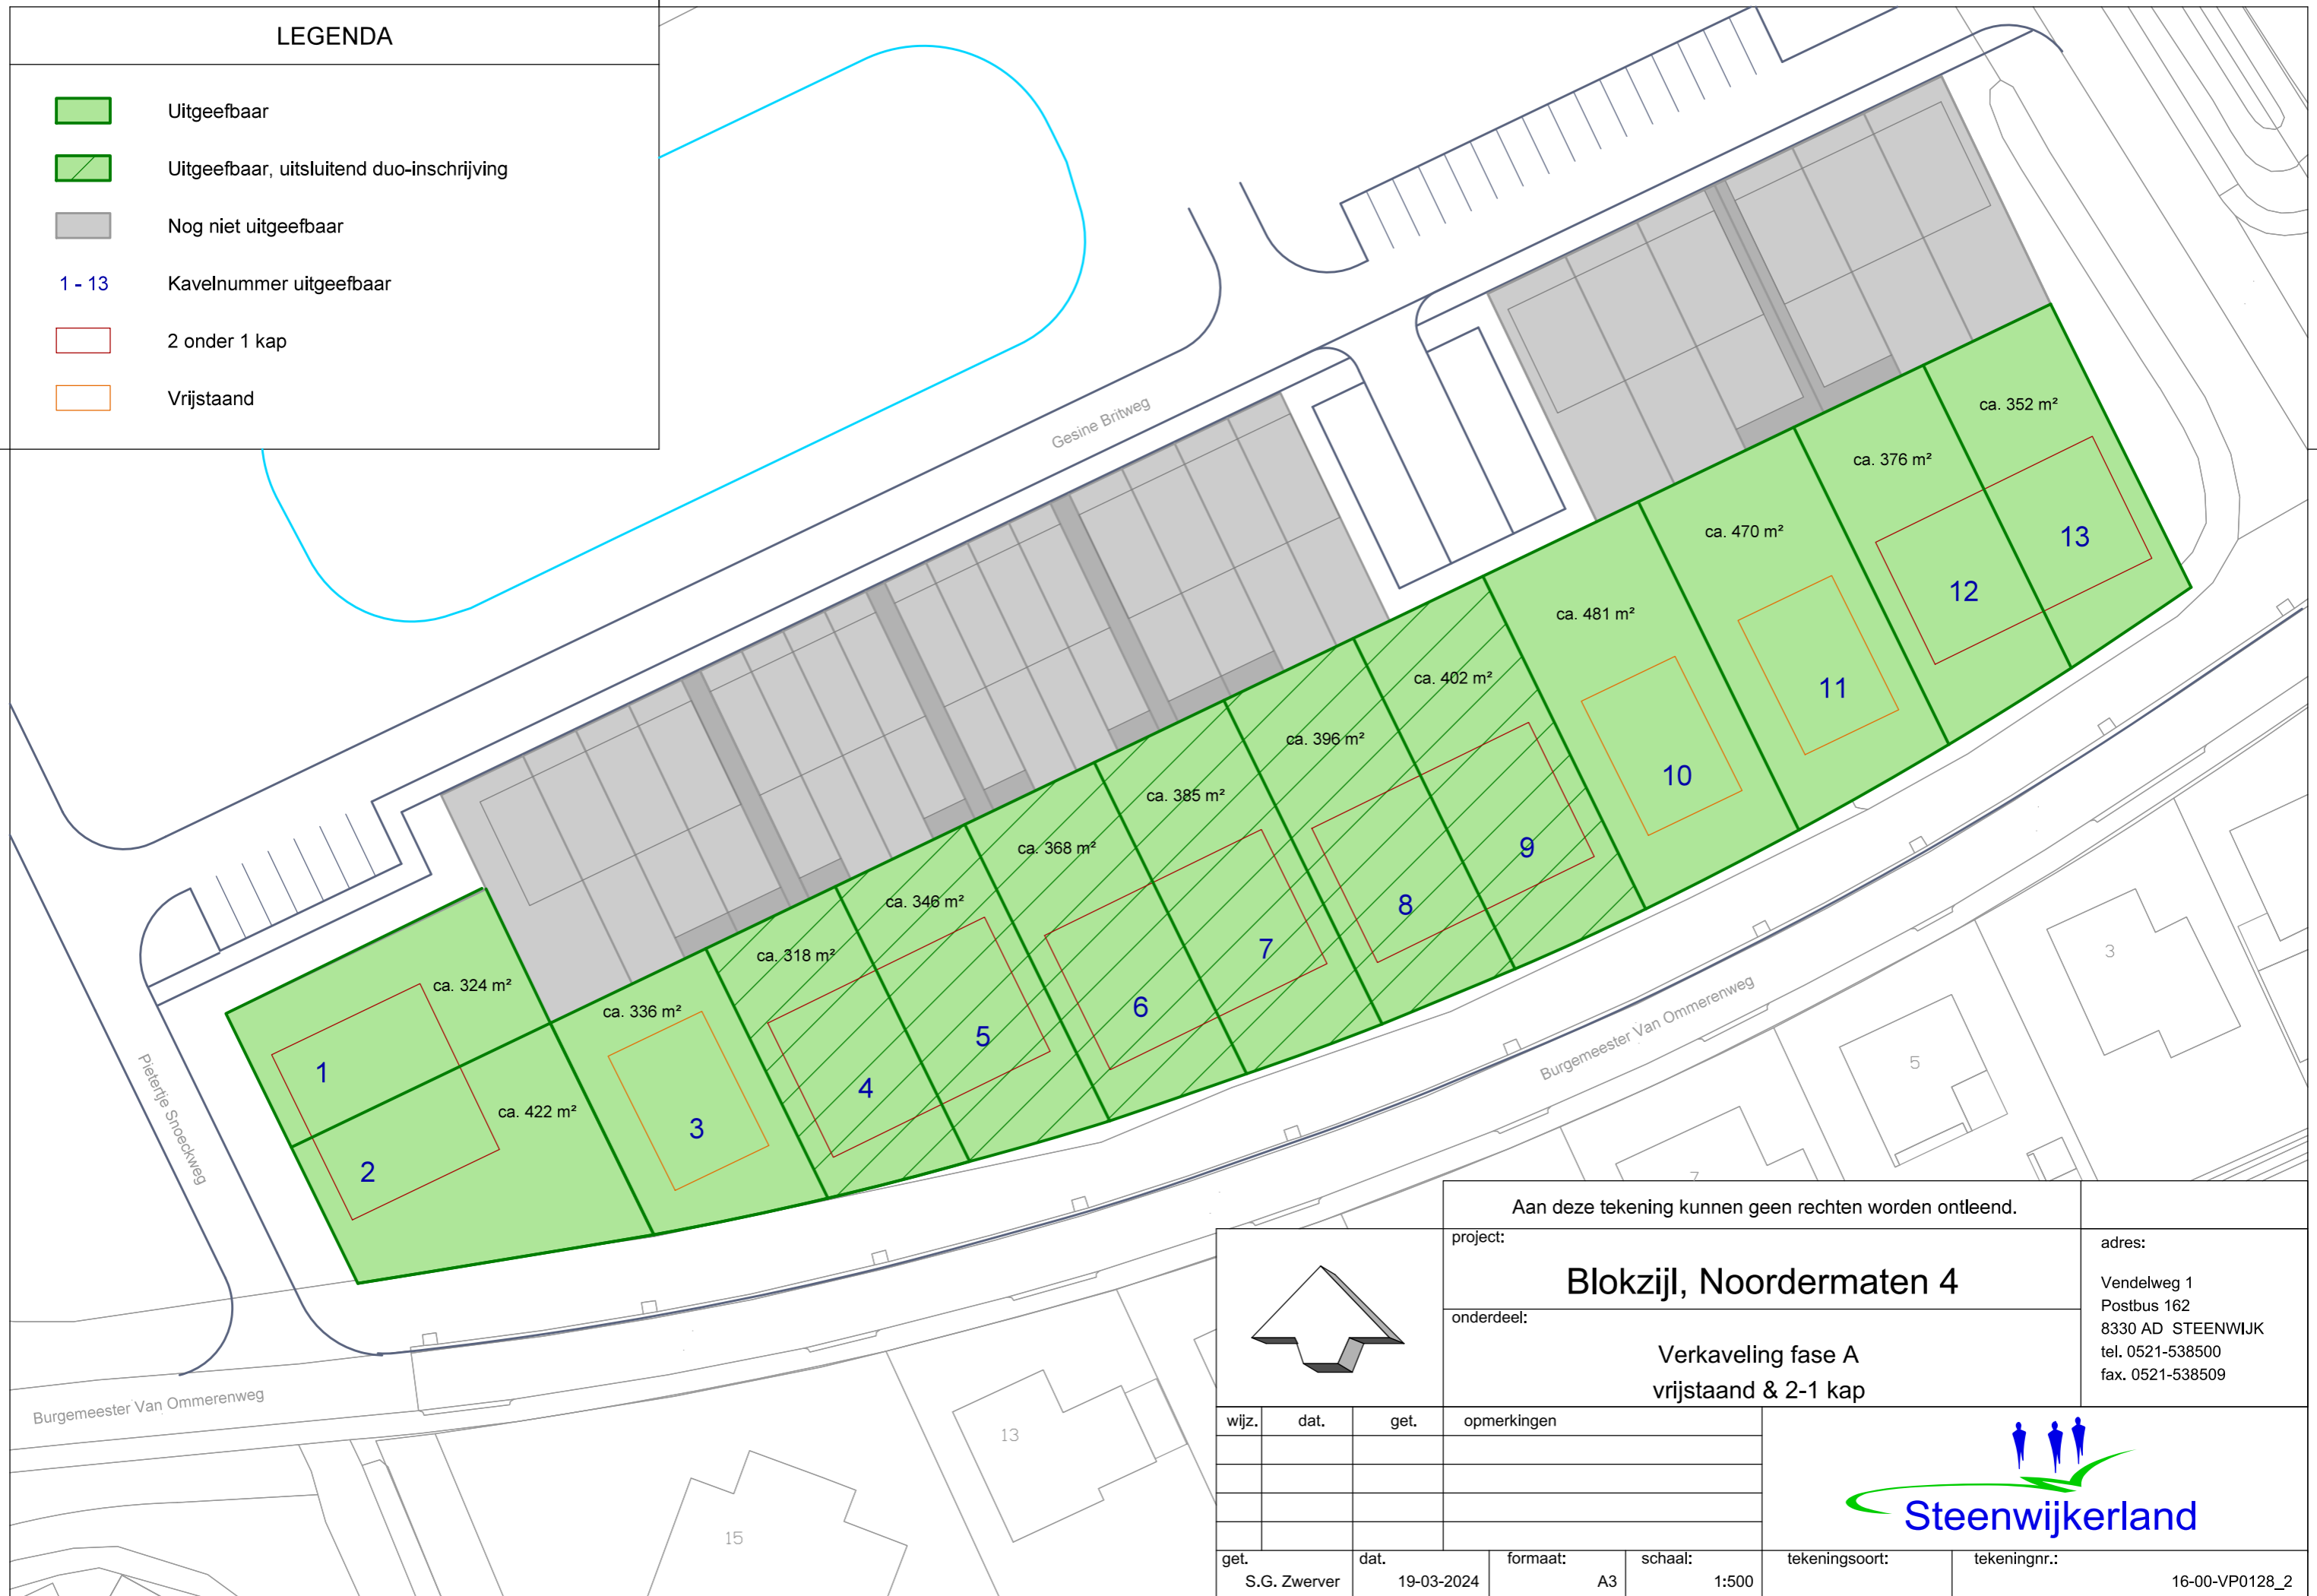 LEGENDA
Uitgeefbaar
Uitgeefbaar, uitsluitend duo-inschrijving
Nog niet uitgeefbaar
1 - 13 Kavelnummer uitgeefbaar
2 onder 1 kap
Vrijstaand
Gesine Britweg
Pietertje Snoeckweg
Burgemeester Van Ommerenweg
Burgemeester Van Ommerenweg
ca. 324 m²
1
ca. 422 m²
2
ca. 336 m²
3
ca. 318 m²
4
ca. 346 m²
5
ca. 368 m²
6
ca. 385 m²
7
ca. 396 m²
8
ca. 402 m²
9
ca. 481 m²
10
ca. 470 m²
11
ca. 376 m²
12
ca. 352 m²
13
3
5
7
13
15
Aan deze tekening kunnen geen rechten worden ontleend.
project:
Blokzijl, Noordermaten 4
onderdeel:
Verkaveling fase A
vrijstaand & 2-1 kap
adres:
Vendelweg 1
Postbus 162
8330 AD STEENWIJK
tel. 0521-538500
fax. 0521-538509
wijz. dat. get. opmerkingen
Steenwijkerland
get. dat. formaat: schaal: tekeningsoort: tekeningnr.:
S.G. Zwerver 19-03-2024 A3 1:500 16-00-VP0128_2